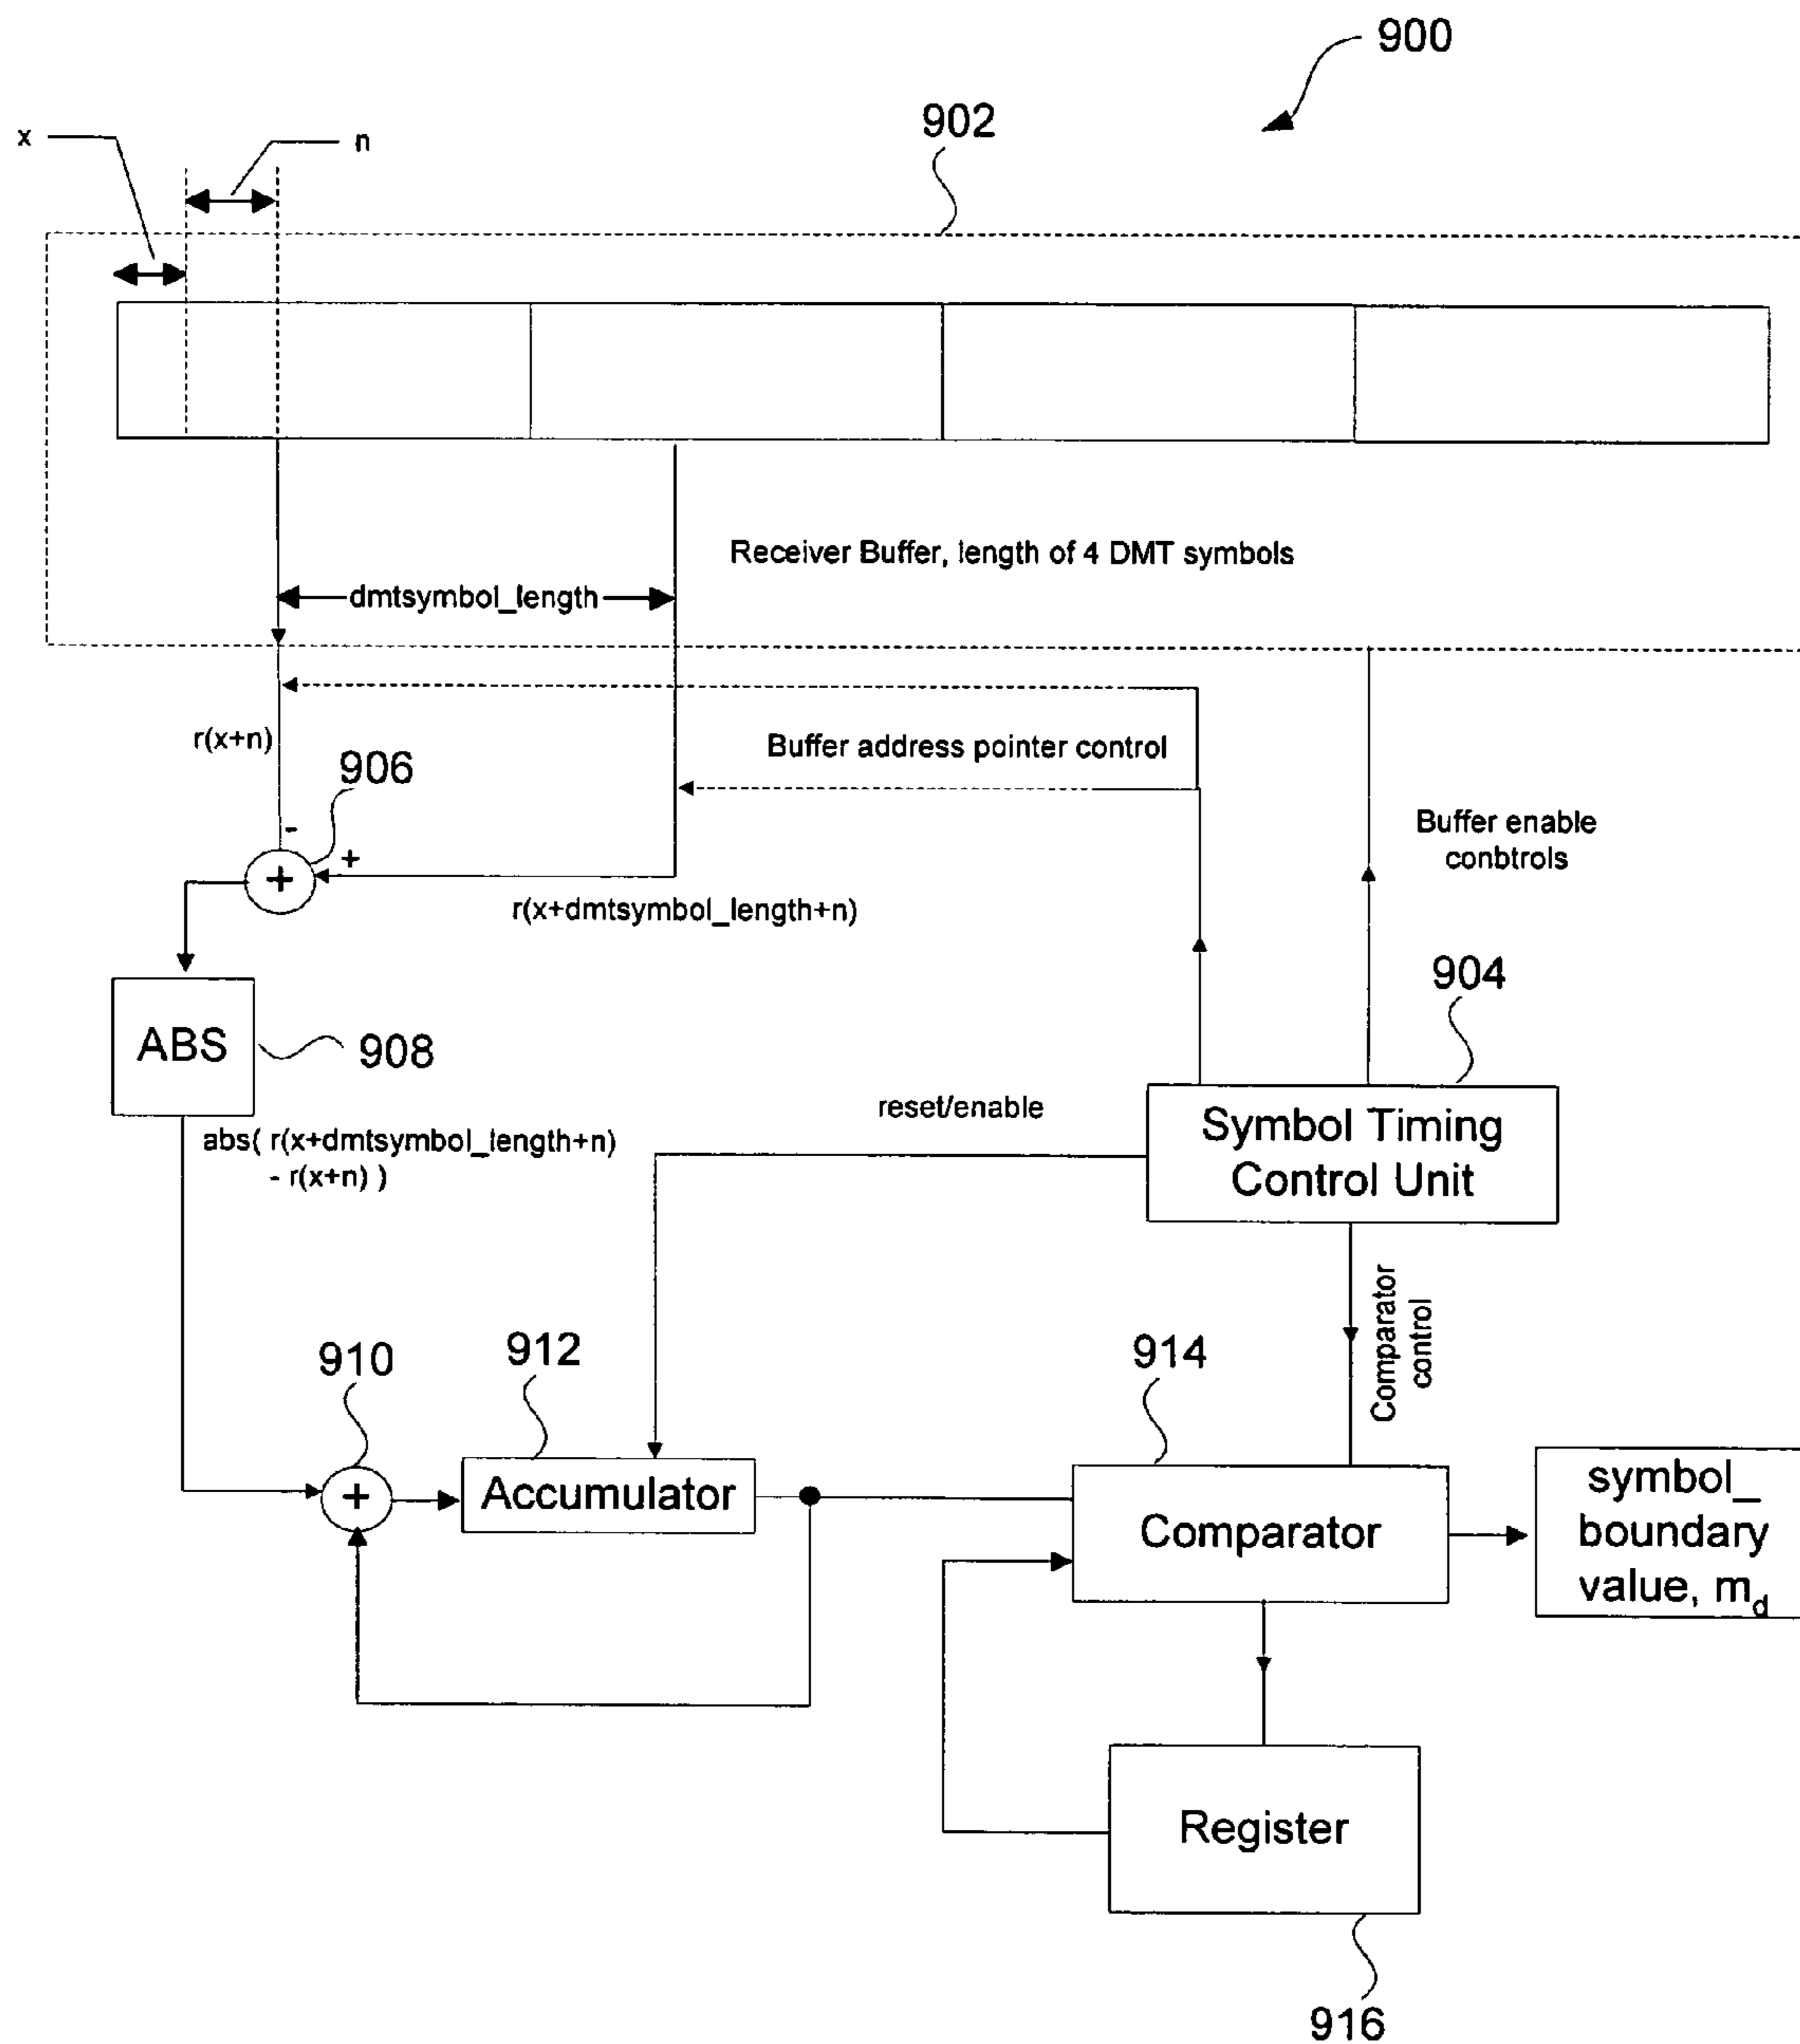 900
902
x
n
Receiver Buffer, length of 4 DMT symbols
dmtsymbol_length
r(x+n)
Buffer address pointer control
906
-
+
+
Buffer enable
conbtrols
r(x+dmtsymbol_length+n)
904
ABS
908
reset/enable
Symbol Timing
Control Unit
abs( r(x+dmtsymbol_length+n)
- r(x+n) )
Comparator
control
910
912
914
+
Accumulator
Comparator
symbol_
boundary
value, md
Register
916